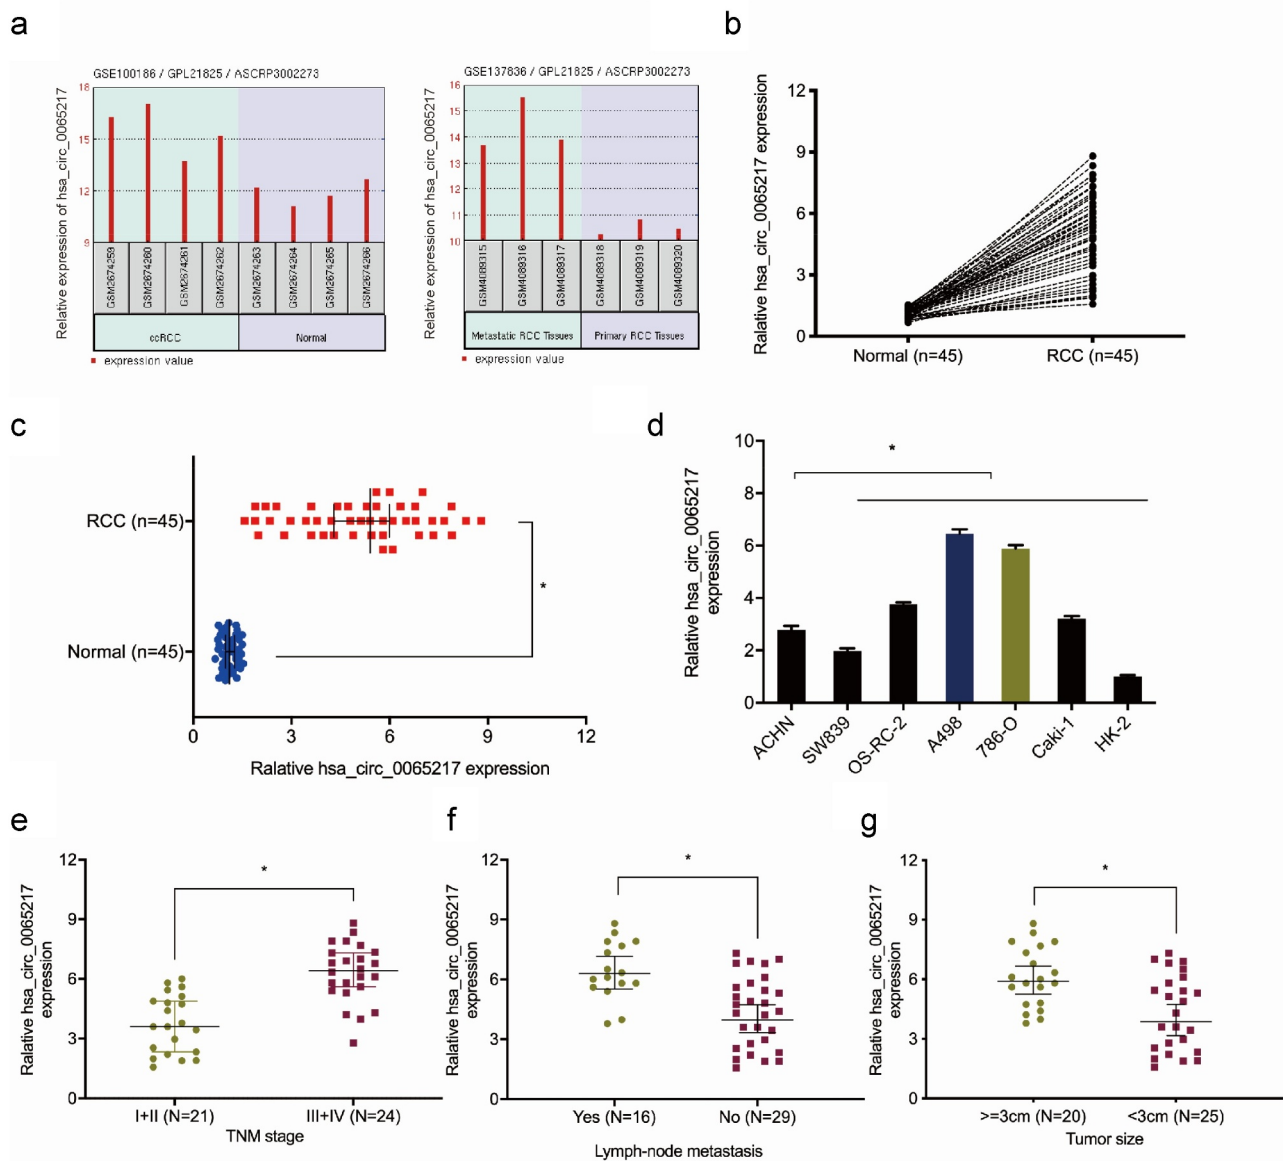 a
GSE100186 / GPL21825 / ASCRP3002273
Relative expression of hsa_circ_0065217
18
15
12
9
GSM2674259
GSM2674260
GSM2674261
GSM2674262
GSM2674263
GSM2674264
GSM2674265
GSM2674266
ccRCC
Normal
expression value
GSE137836 / GPL21825 / ASCRP3002273
Relative expression of hsa_circ_0065217
16
15
14
13
12
11
10
GSM4089315
GSM4089316
GSM4089317
GSM4089318
GSM4089319
GSM4089320
Metastatic RCC Tissues
Primary RCC Tissues
expression value
b
Ralative hsa_circ_0065217 expression
12
9
6
3
0
Normal (n=45)
RCC (n=45)
c
RCC (n=45)
Normal (n=45)
*
0
3
6
9
12
Ralative hsa_circ_0065217 expression
d
Ralative hsa_circ_0065217
expression
10
8
6
4
2
0
*
ACHN
SW839
OS-RC-2
A498
786-O
Caki-1
HK-2
e
Ralative hsa_circ_0065217
expression
12
9
6
3
0
*
I+II (N=21)
III+IV (N=24)
TNM stage
f
Ralative hsa_circ_0065217
expression
12
9
6
3
0
*
Yes (N=16)
No (N=29)
Lymph-node metastasis
g
Ralative hsa_circ_0065217
expression
12
9
6
3
0
*
>=3cm (N=20)
<3cm (N=25)
Tumor size